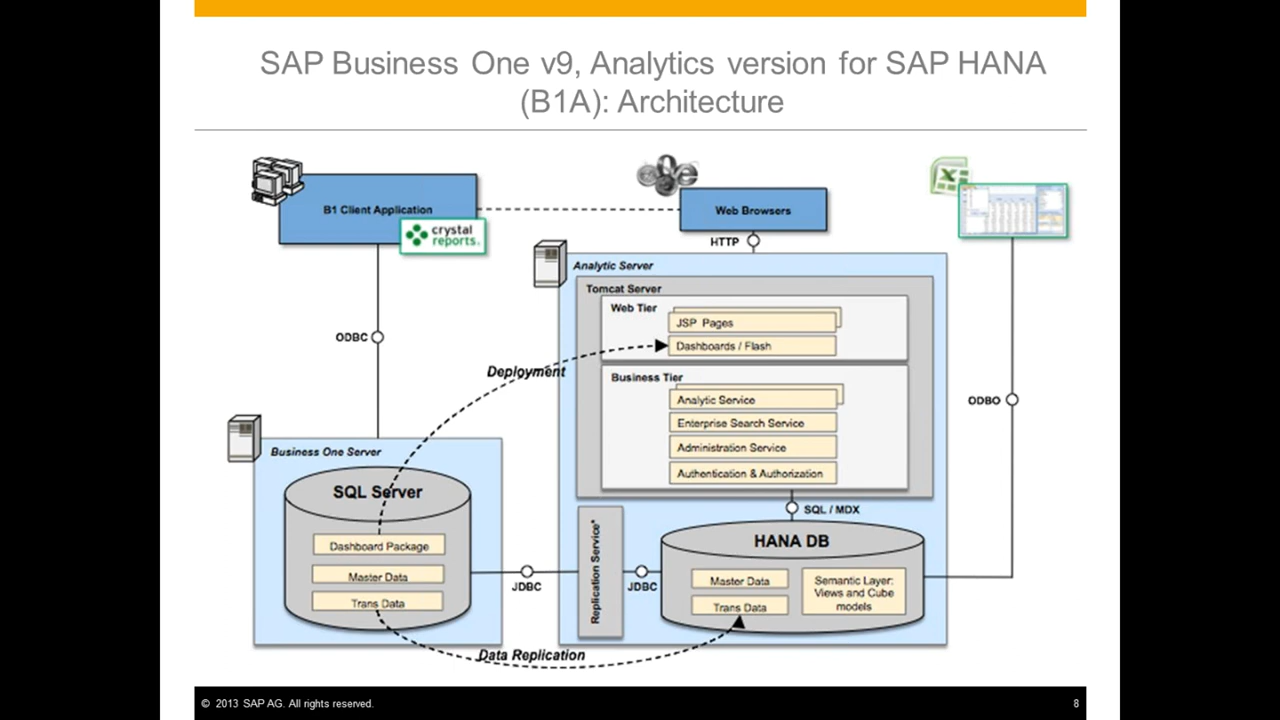 SAP Business One v9, Analytics version for SAP HANA
(B1A): Architecture
B1 Client Application
crystal
reports.
Web Browsers
HTTP
Analytic Server
Tomcat Server
Web Tier
JSP Pages
Dashboards / Flash
ODBC
Deployment
Business Tier
Analytic Service
Enterprise Search Service
Administration Service
Authentication & Authorization
ODBO
Business One Server
SQL Server
Dashboard Package
Master Data
Trans Data
JDBC
Replication Service*
JDBC
SQL / MDX
HANA DB
Master Data
Trans Data
Semantic Layer:
Views and Cube
models
Data Replication
© 2013 SAP AG. All rights reserved.
8